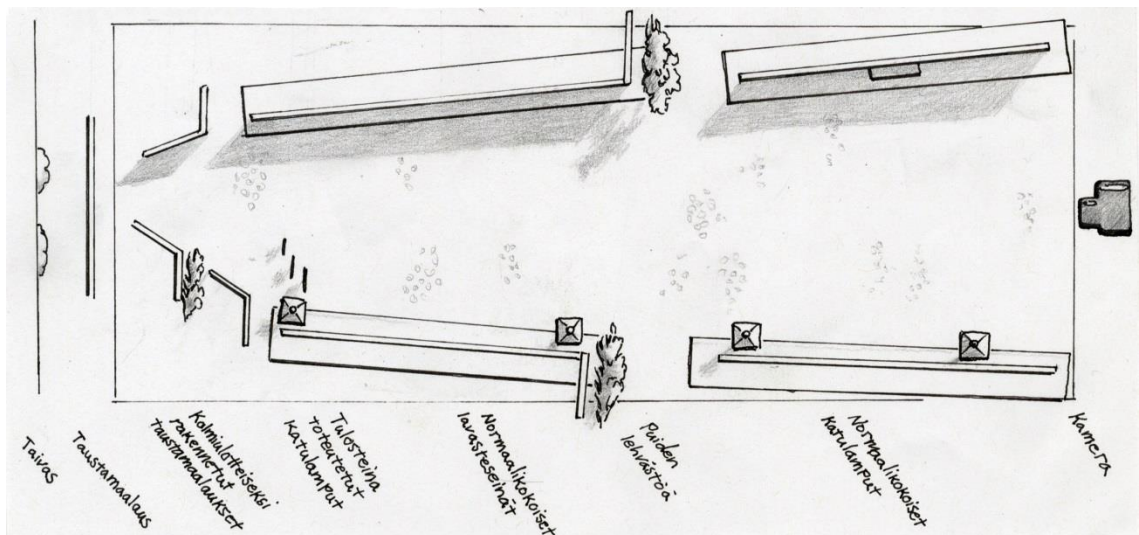 Taivas
Taustamaalaus
Kolmiulotteiseksi
rakennetut
taustamaalaukset
Tulosteina
toteutetut
katulamput
Normaalikokoiset
lavasteseinät
Puiden
lehvästöä
Normaalikokoiset
katulamput
Kamera